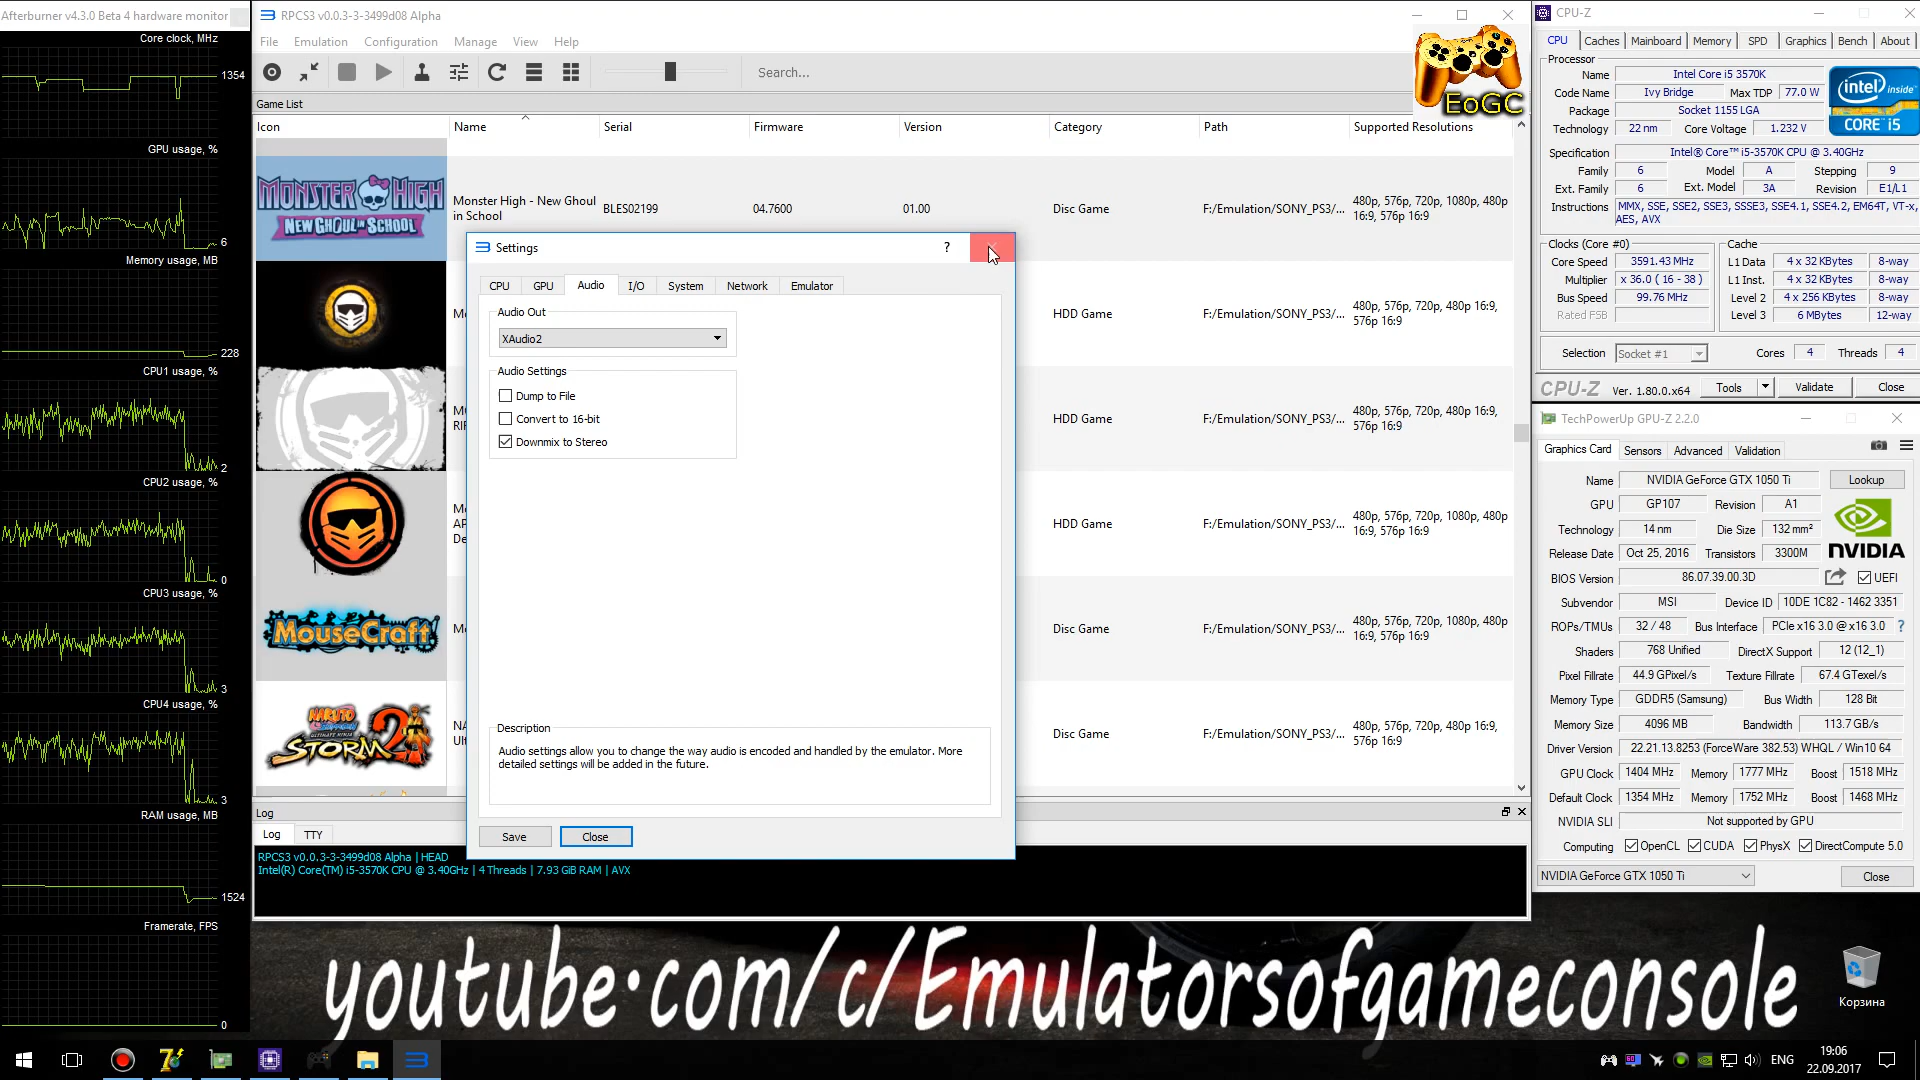 Afterburner v4.3.0 Beta 4 hardware monitor
Core clock, MHz
1354
GPU usage, %
6
Memory usage, MB
228
CPU1 usage, %
2
CPU2 usage, %
0
CPU3 usage, %
3
CPU4 usage, %
3
RAM usage, MB
1524
Framerate, FPS
0
RPCS3 v0.0.3-3-3499d08 Alpha
File Emulation Configuration Manage View Help
Search...
EoGC
Game List
Icon Name Serial Firmware Version Category Path Supported Resolutions
MONSTER HIGH
NEW GHOUL IN SCHOOL
Monster High - New Ghoul
in School
BLES02199 04.7600 01.00 Disc Game F:/Emulation/SONY_PS3/...
480p, 576p, 720p, 1080p, 480p
16:9, 576p 16:9
HDD Game F:/Emulation/SONY_PS3/...
480p, 576p, 720p, 480p 16:9,
576p 16:9
HDD Game F:/Emulation/SONY_PS3/...
480p, 576p, 720p, 480p 16:9,
576p 16:9
HDD Game F:/Emulation/SONY_PS3/...
480p, 576p, 720p, 1080p, 480p
16:9, 576p 16:9
MouseCraft
Disc Game F:/Emulation/SONY_PS3/...
480p, 576p, 720p, 1080p, 480p
16:9, 576p 16:9
NARUTO
ULTIMATE NINJA
STORM 2
Disc Game F:/Emulation/SONY_PS3/...
480p, 576p, 720p, 480p 16:9,
576p 16:9
Settings ?
CPU GPU Audio I/O System Network Emulator
Audio Out
XAudio2
Audio Settings
Dump to File
Convert to 16-bit
Downmix to Stereo
Description
Audio settings allow you to change the way audio is encoded and handled by the emulator. More
detailed settings will be added in the future.
Save Close
Log
Log TTY
RPCS3 v0.0.3-3-3499d08 Alpha | HEAD
Intel(R) Core(TM) i5-3570K CPU @ 3.40GHz | 4 Threads | 7.93 GiB RAM | AVX
CPU-Z
CPU Caches Mainboard Memory SPD Graphics Bench About
Processor
Name Intel Core i5 3570K
Code Name Ivy Bridge Max TDP 77.0 W
Package Socket 1155 LGA
Technology 22 nm Core Voltage 1.232 V
intel inside
CORE i5
Specification Intel® Core™ i5-3570K CPU @ 3.40GHz
Family 6 Model A Stepping 9
Ext. Family 6 Ext. Model 3A Revision E1/L1
Instructions MMX, SSE, SSE2, SSE3, SSSE3, SSE4.1, SSE4.2, EM64T, VT-x,
AES, AVX
Clocks (Core #0) Cache
Core Speed 3591.43 MHz L1 Data 4 x 32 KBytes 8-way
Multiplier x 36.0 ( 16 - 38 ) L1 Inst. 4 x 32 KBytes 8-way
Bus Speed 99.76 MHz Level 2 4 x 256 KBytes 8-way
Rated FSB Level 3 6 MBytes 12-way
Selection Socket #1 Cores 4 Threads 4
CPU-Z Ver. 1.80.0.x64 Tools Validate Close
TechPowerUp GPU-Z 2.2.0
Graphics Card Sensors Advanced Validation
Name NVIDIA GeForce GTX 1050 Ti Lookup
GPU GP107 Revision A1
Technology 14 nm Die Size 132 mm²
Release Date Oct 25, 2016 Transistors 3300M
NVIDIA
BIOS Version 86.07.39.00.3D UEFI
Subvendor MSI Device ID 10DE 1C82 - 1462 3351
ROPs/TMUs 32 / 48 Bus Interface PCIe x16 3.0 @ x16 3.0 ?
Shaders 768 Unified DirectX Support 12 (12_1)
Pixel Fillrate 44.9 GPixel/s Texture Fillrate 67.4 GTexel/s
Memory Type GDDR5 (Samsung) Bus Width 128 Bit
Memory Size 4096 MB Bandwidth 113.7 GB/s
Driver Version 22.21.13.8253 (ForceWare 382.53) WHQL / Win10 64
GPU Clock 1404 MHz Memory 1777 MHz Boost 1518 MHz
Default Clock 1354 MHz Memory 1752 MHz Boost 1468 MHz
NVIDIA SLI Not supported by GPU
Computing OpenCL CUDA PhysX DirectCompute 5.0
NVIDIA GeForce GTX 1050 Ti Close
youtube.com/c/Emulatorsofgameconsole
Корзина
ENG
19:06
22.09.2017